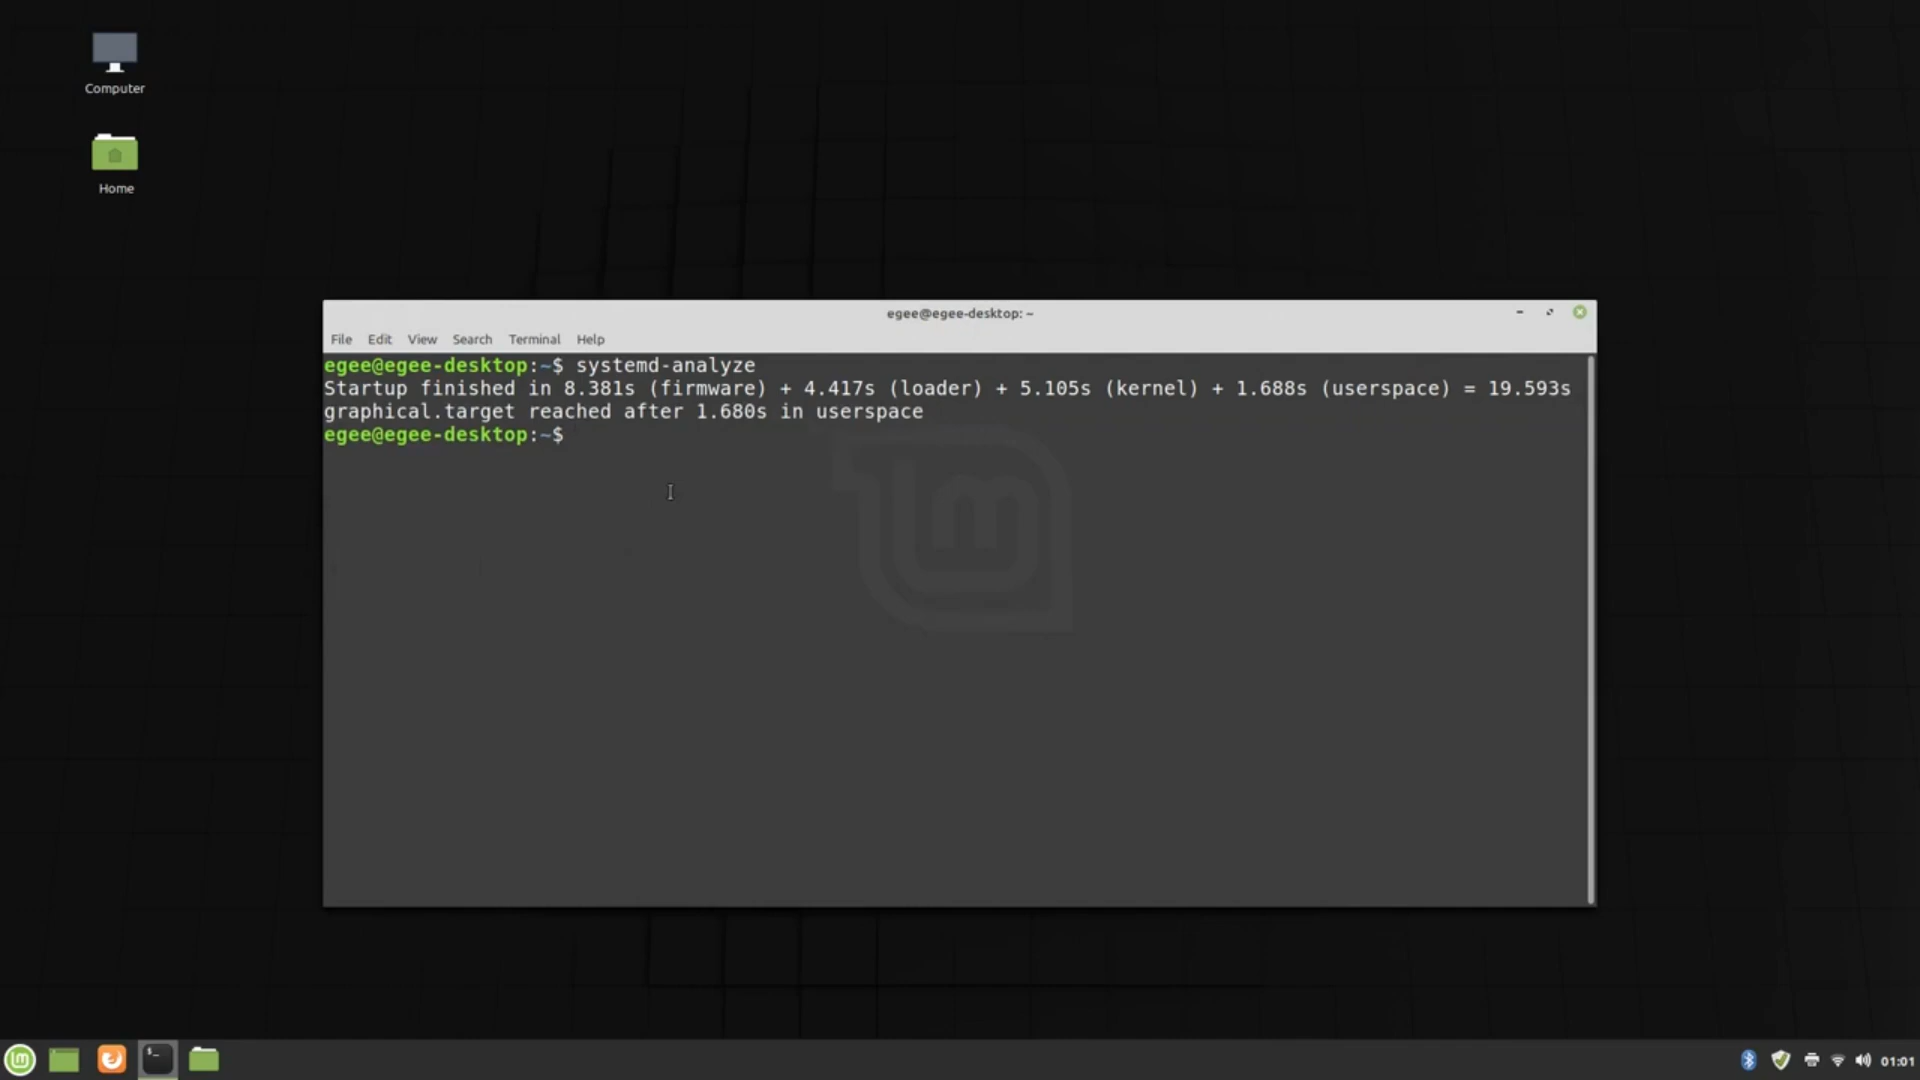 Computer
Home
egee@egee-desktop: ~
File Edit View Search Terminal Help
egee@egee-desktop:~$ systemd-analyze
Startup finished in 8.381s (firmware) + 4.417s (loader) + 5.105s (kernel) + 1.688s (userspace) = 19.593s
graphical.target reached after 1.680s in userspace
egee@egee-desktop:~$
lm
lm
$_
01:01